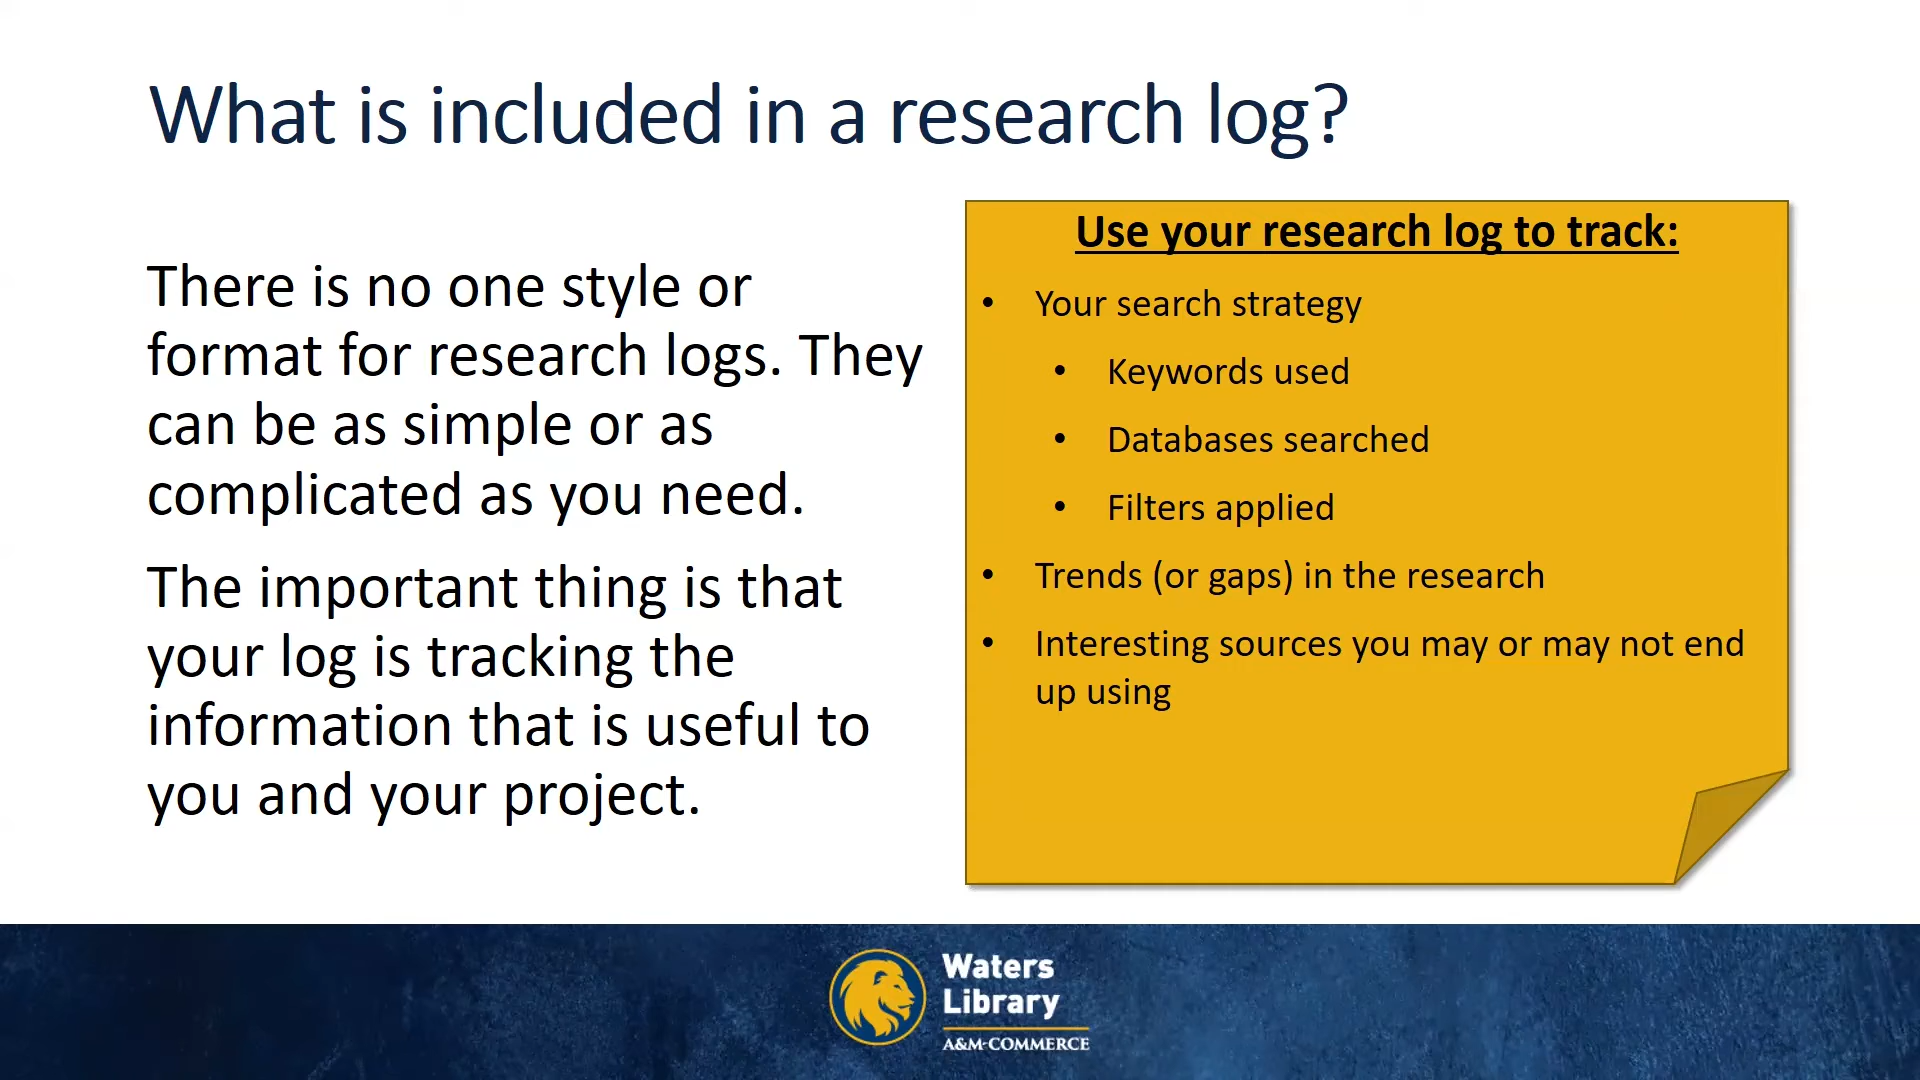 What is included in a research log?
There is no one style or
format for research logs. They
can be as simple or as
complicated as you need.
The important thing is that
your log is tracking the
information that is useful to
you and your project.
Use your research log to track:
• Your search strategy
• Keywords used
• Databases searched
• Filters applied
• Trends (or gaps) in the research
• Interesting sources you may or may not end
up using
Waters
Library
A&M-COMMERCE